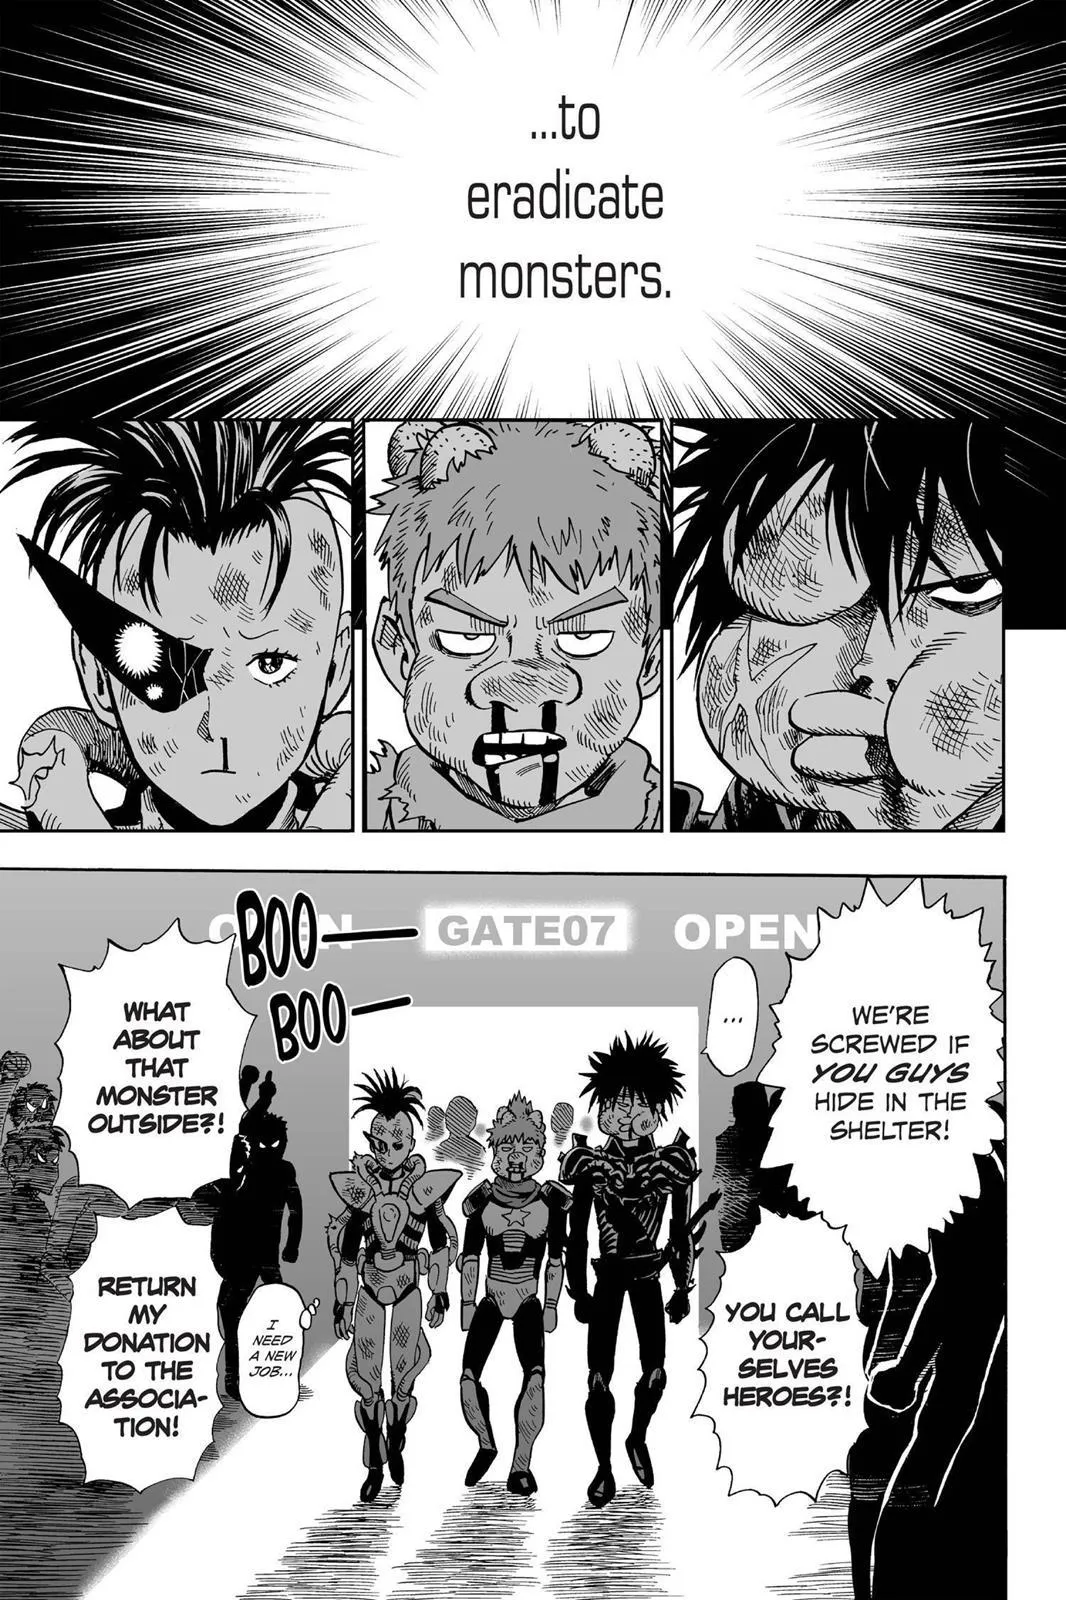 ...to
eradicate
monsters.
OPEN
GATE07
OPEN
BOO—
BOO—
WE'RE
SCREWED IF
YOU GUYS
HIDE IN THE
SHELTER!
...
WHAT
ABOUT
THAT
MONSTER
OUTSIDE?!
YOU CALL
YOUR-
SELVES
HEROES?!
I
NEED
A NEW
JOB...
RETURN
MY
DONATION
TO THE
ASSOCIA-
TION!